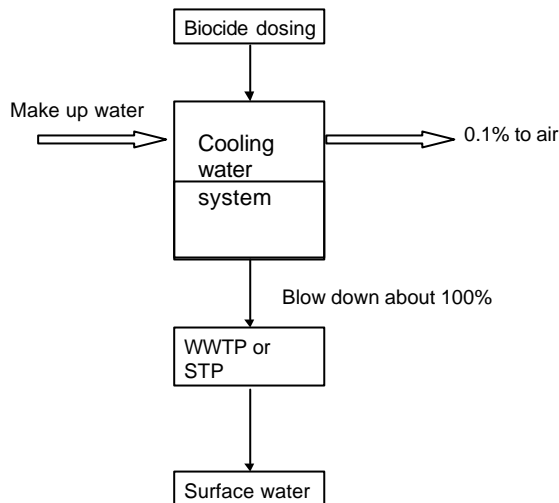 Biocide dosing
Make up water
0.1% to air
Cooling
water
system
Blow down about 100%
WWTP or
STP
Surface water